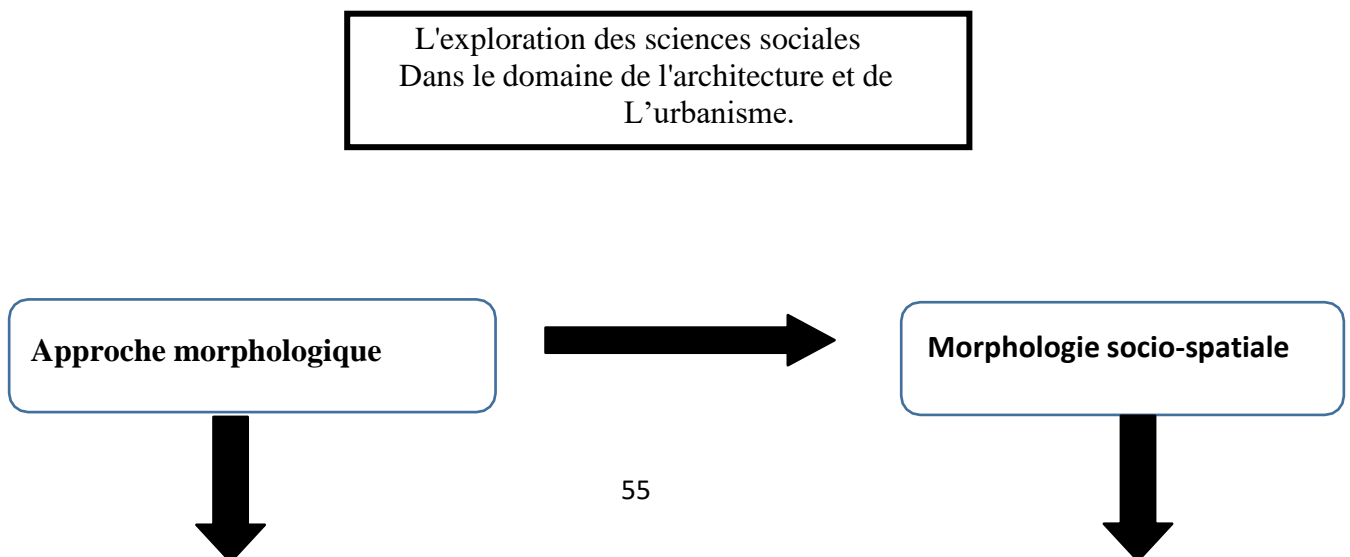 L'exploration des sciences sociales
Dans le domaine de l'architecture et de
L’urbanisme.
Approche morphologique
Morphologie socio-spatiale
55